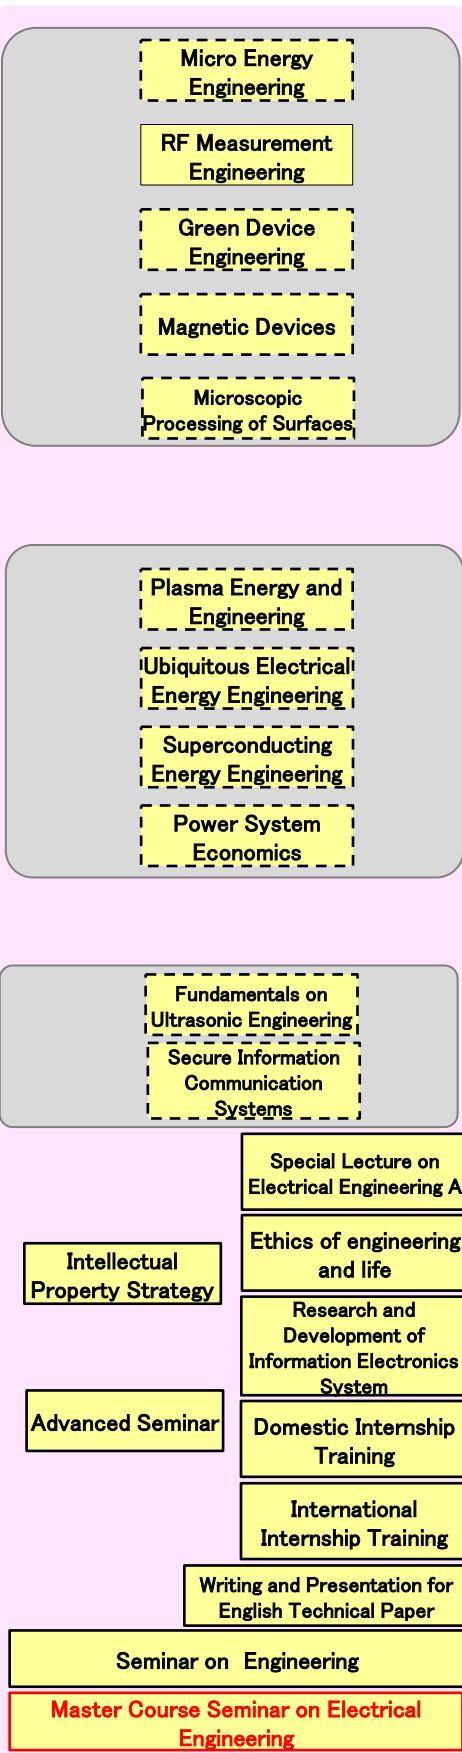 Micro Energy
Engineering
RF Measurement
Engineering
Green Device
Engineering
Magnetic Devices
Microscopic
Processing of Surfaces
Plasma Energy and
Engineering
Ubiquitous Electrical
Energy Engineering
Superconducting
Energy Engineering
Power System
Economics
Fundamentals on
Ultrasonic Engineering
Secure Information
Communication
Systems
Special Lecture on
Electrical Engineering A
Ethics of engineering
and life
Intellectual
Property Strategy
Research and
Development of
Information Electronics
System
Advanced Seminar
Domestic Internship
Training
International
Internship Training
Writing and Presentation for
English Technical Paper
Seminar on Engineering
Master Course Seminar on Electrical
Engineering